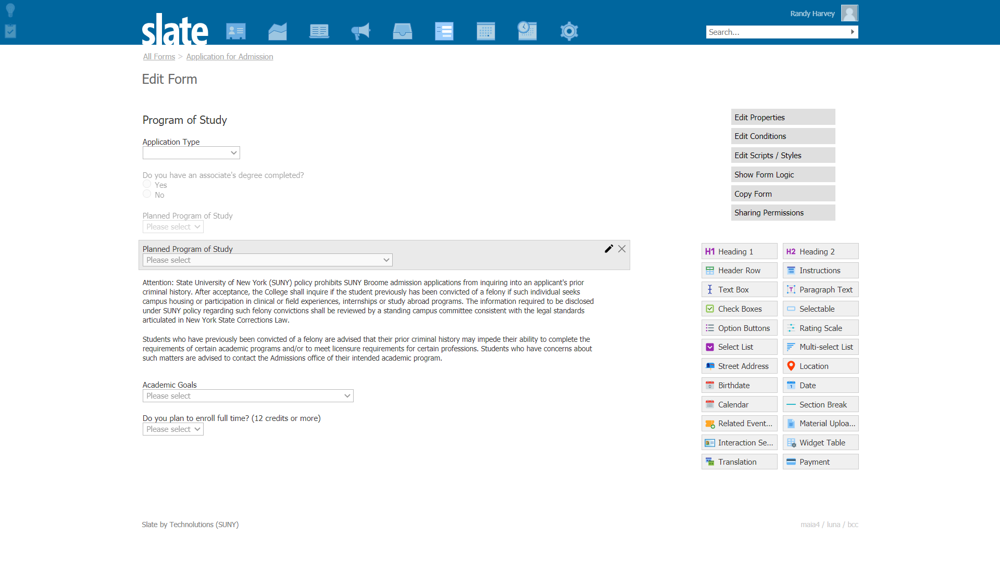 Randy Harvey
slate
Search...
All Forms > Application for Admission
Edit Form
Program of Study
Application Type
Do you have an associate's degree completed?
Yes
No
Planned Program of Study
Please select
Planned Program of Study
Please select
Attention: State University of New York (SUNY) policy prohibits SUNY Broome admission applications from inquiring into an applicant's prior
criminal history. After acceptance, the College shall inquire if the student previously has been convicted of a felony if such individual seeks
campus housing or participation in clinical or field experiences, internships or study abroad programs. The information required to be disclosed
under SUNY policy regarding such felony convictions shall be reviewed by a standing campus committee consistent with the legal standards
articulated in New York State Corrections Law.
Students who have previously been convicted of a felony are advised that their prior criminal history may impede their ability to complete the
requirements of certain academic programs and/or to meet licensure requirements for certain professions. Students who have concerns about
such matters are advised to contact the Admissions office of their intended academic program.
Academic Goals
Please select
Do you plan to enroll full time? (12 credits or more)
Please select
Edit Properties
Edit Conditions
Edit Scripts / Styles
Show Form Logic
Copy Form
Sharing Permissions
H1 Heading 1
H2 Heading 2
Header Row
Instructions
Text Box
T Paragraph Text
Check Boxes
Selectable
Option Buttons
Rating Scale
Select List
Multi-select List
Street Address
Location
Birthdate
1 Date
Calendar
Section Break
Related Event...
Material Uploa...
Interaction Se...
Widget Table
Translation
Payment
Slate by Technolutions (SUNY)
maia4 / luna / bcc